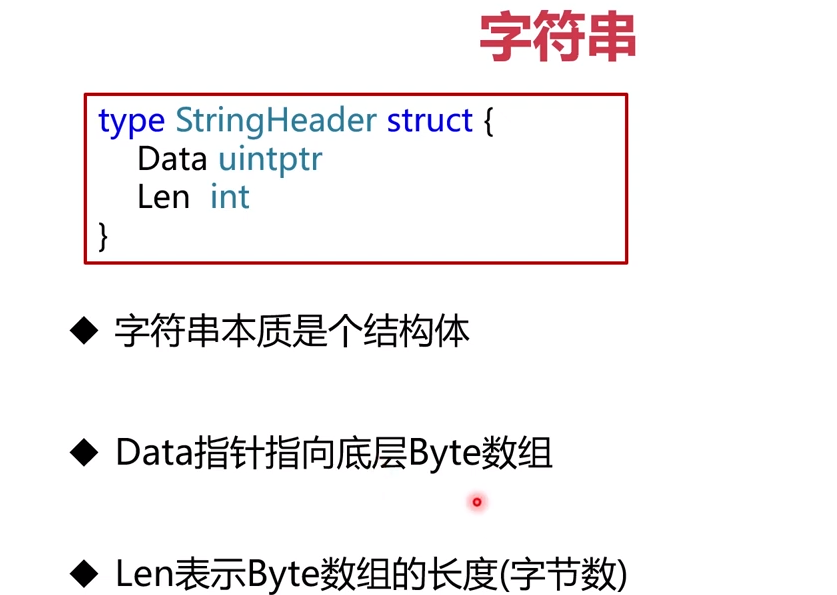 字符串
type StringHeader struct {
Data uintptr
Len int
}
◆ 字符串本质是个结构体
◆ Data指针指向底层Byte数组
◆ Len表示Byte数组的长度(字节数)